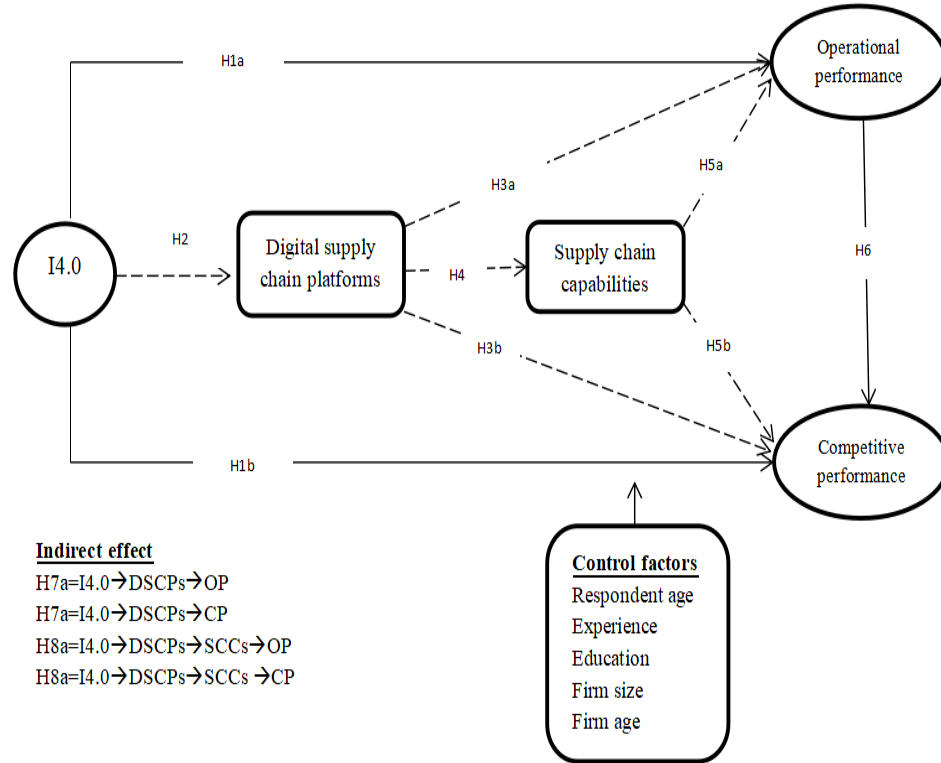 Operational
performance
H1a
H5a
H3a
H2
I4.0
Digital supply
chain platforms
H4
Supply chain
capabilities
H6
H3b
H5b
H1b
Competitive
performance
Indirect effect
H7a=I4.0→DSCPs→OP
H7a=I4.0→DSCPs→CP
H8a=I4.0→DSCPs→SCCs→OP
H8a=I4.0→DSCPs→SCCs →CP
Control factors
Respondent age
Experience
Education
Firm size
Firm age